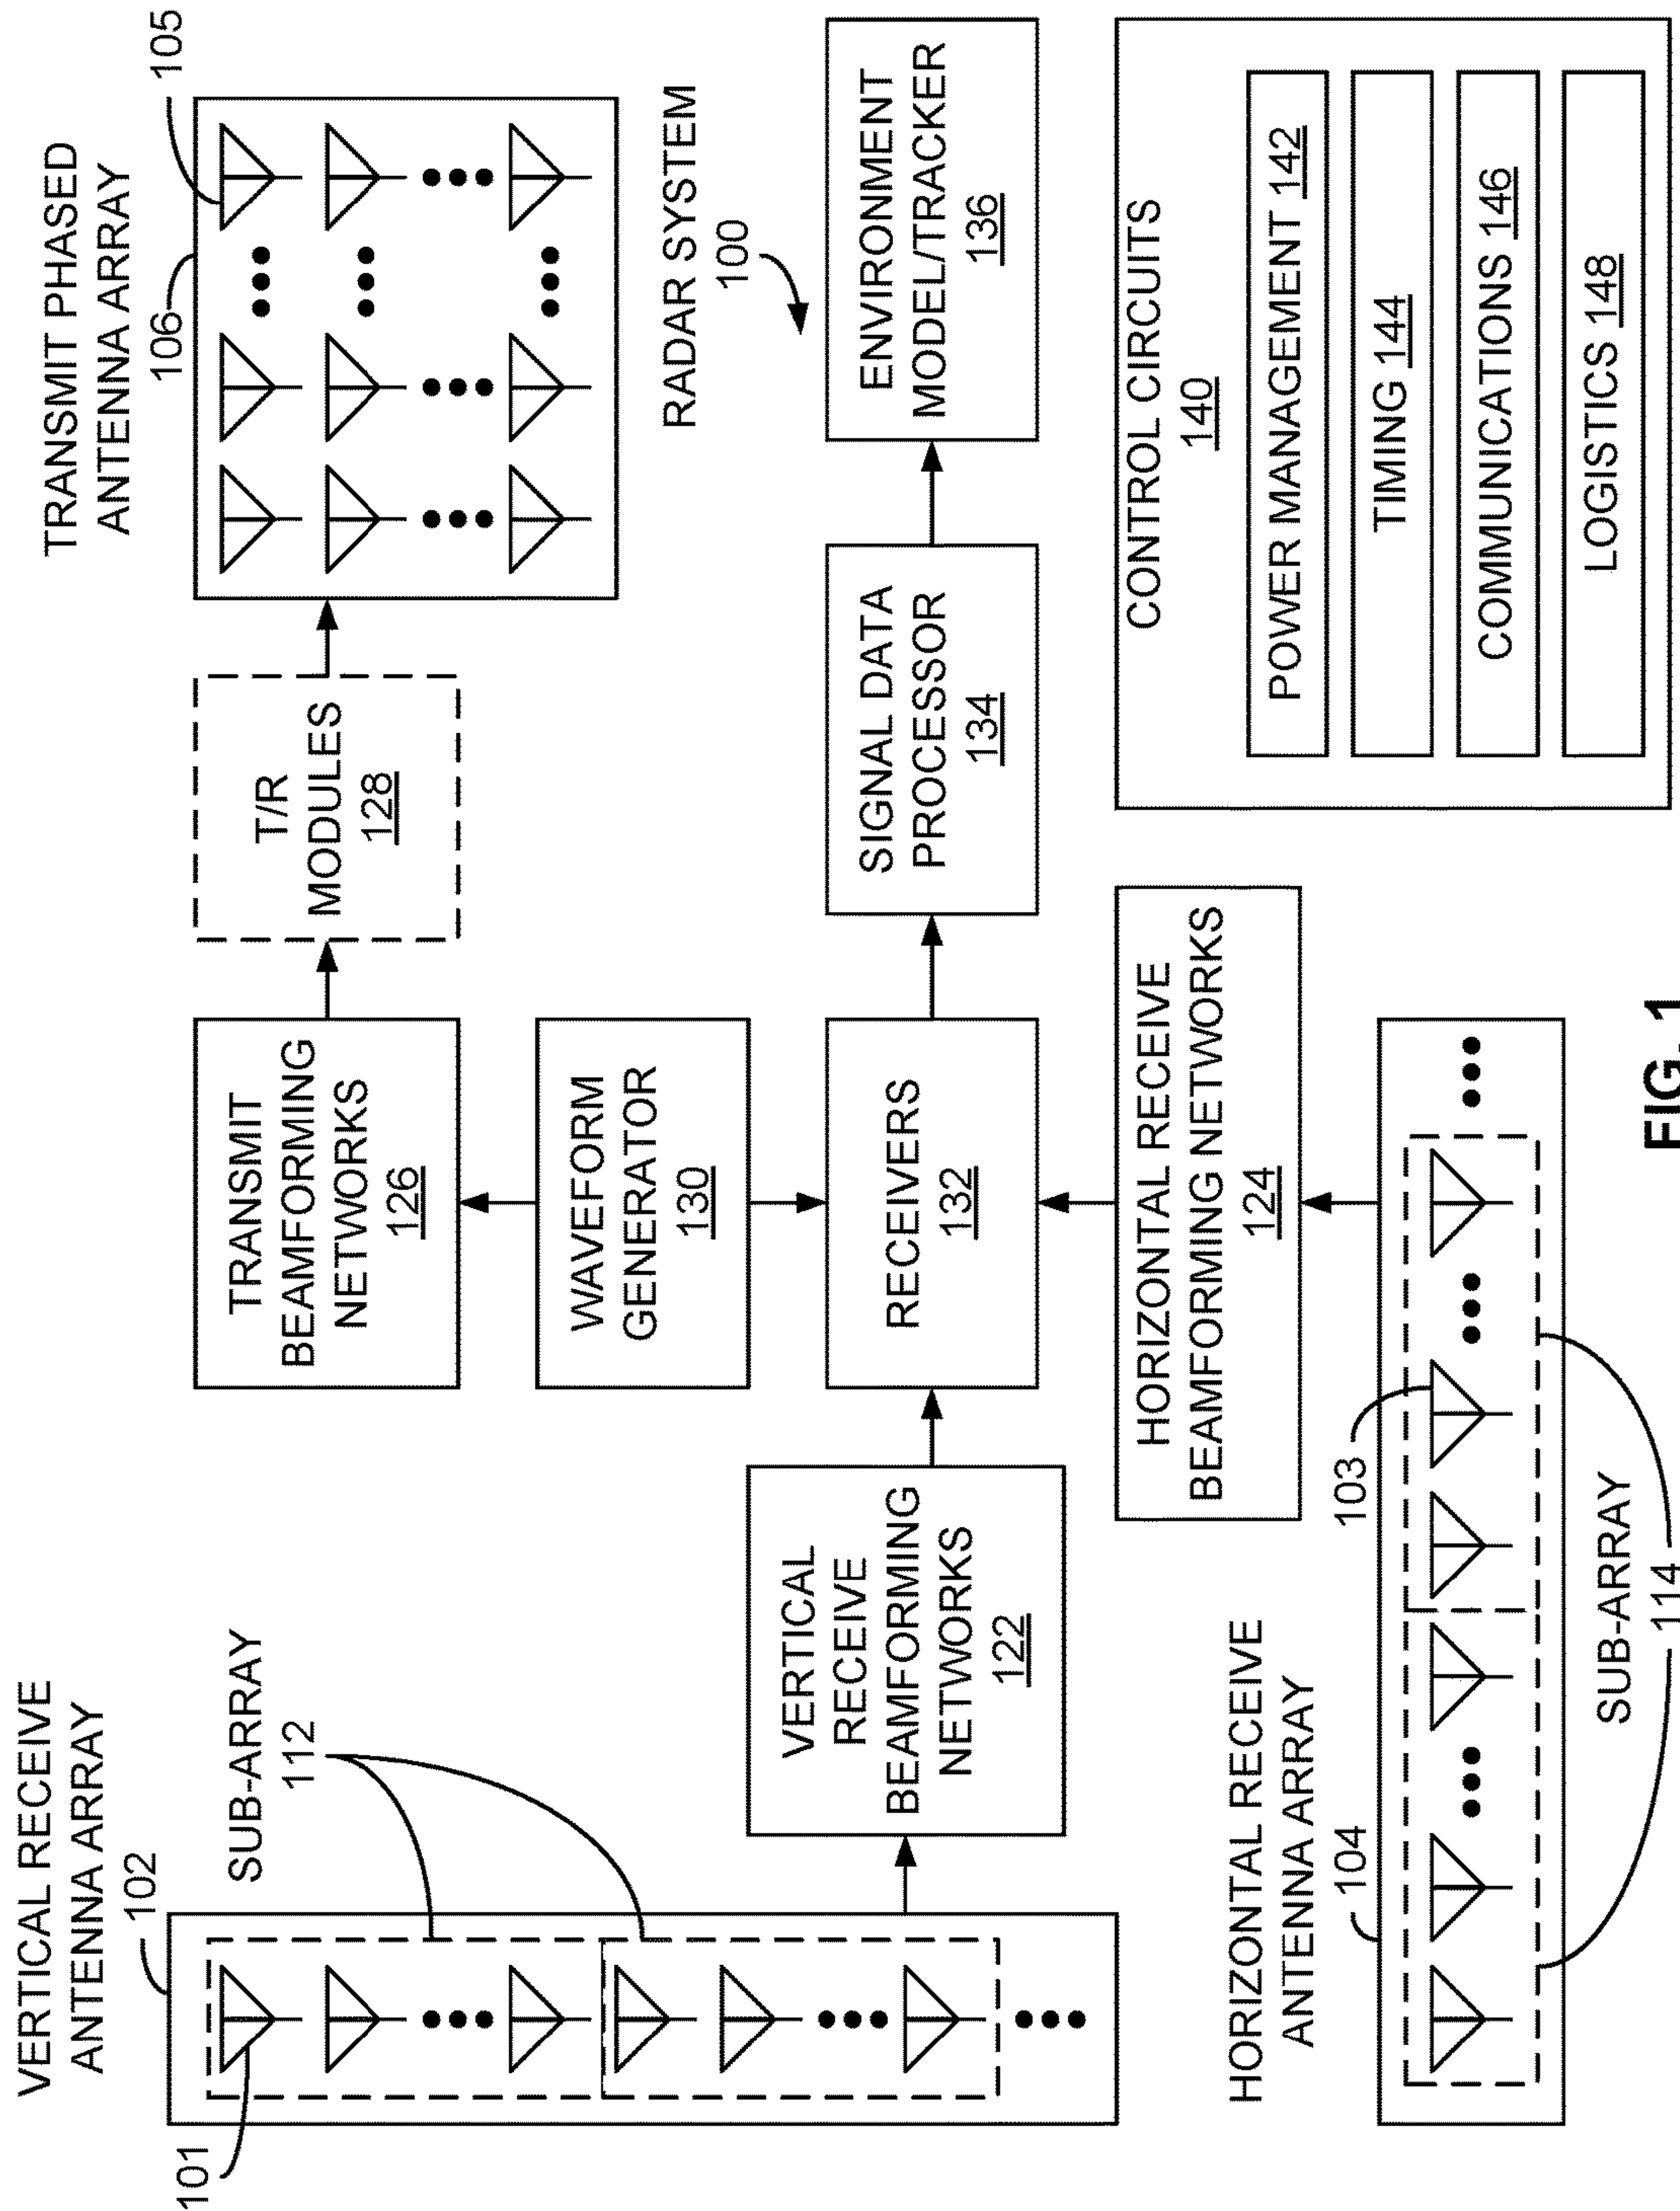 VERTICAL RECEIVE
ANTENNA ARRAY
102
101
SUB-ARRAY
112
TRANSMIT PHASED
ANTENNA ARRAY
106
105
TRANSMIT
BEAMFORMING
NETWORKS
126
T/R
MODULES
128
WAVEFORM
GENERATOR
130
RADAR SYSTEM
100
VERTICAL
RECEIVE
BEAMFORMING
NETWORKS
122
RECEIVERS
132
SIGNAL DATA
PROCESSOR
134
ENVIRONMENT
MODEL/TRACKER
136
HORIZONTAL RECEIVE
BEAMFORMING NETWORKS
124
HORIZONTAL RECEIVE
ANTENNA ARRAY
104
103
SUB-ARRAY
114
CONTROL CIRCUITS
140
POWER MANAGEMENT 142
TIMING 144
COMMUNICATIONS 146
LOGISTICS 148
FIG. 1